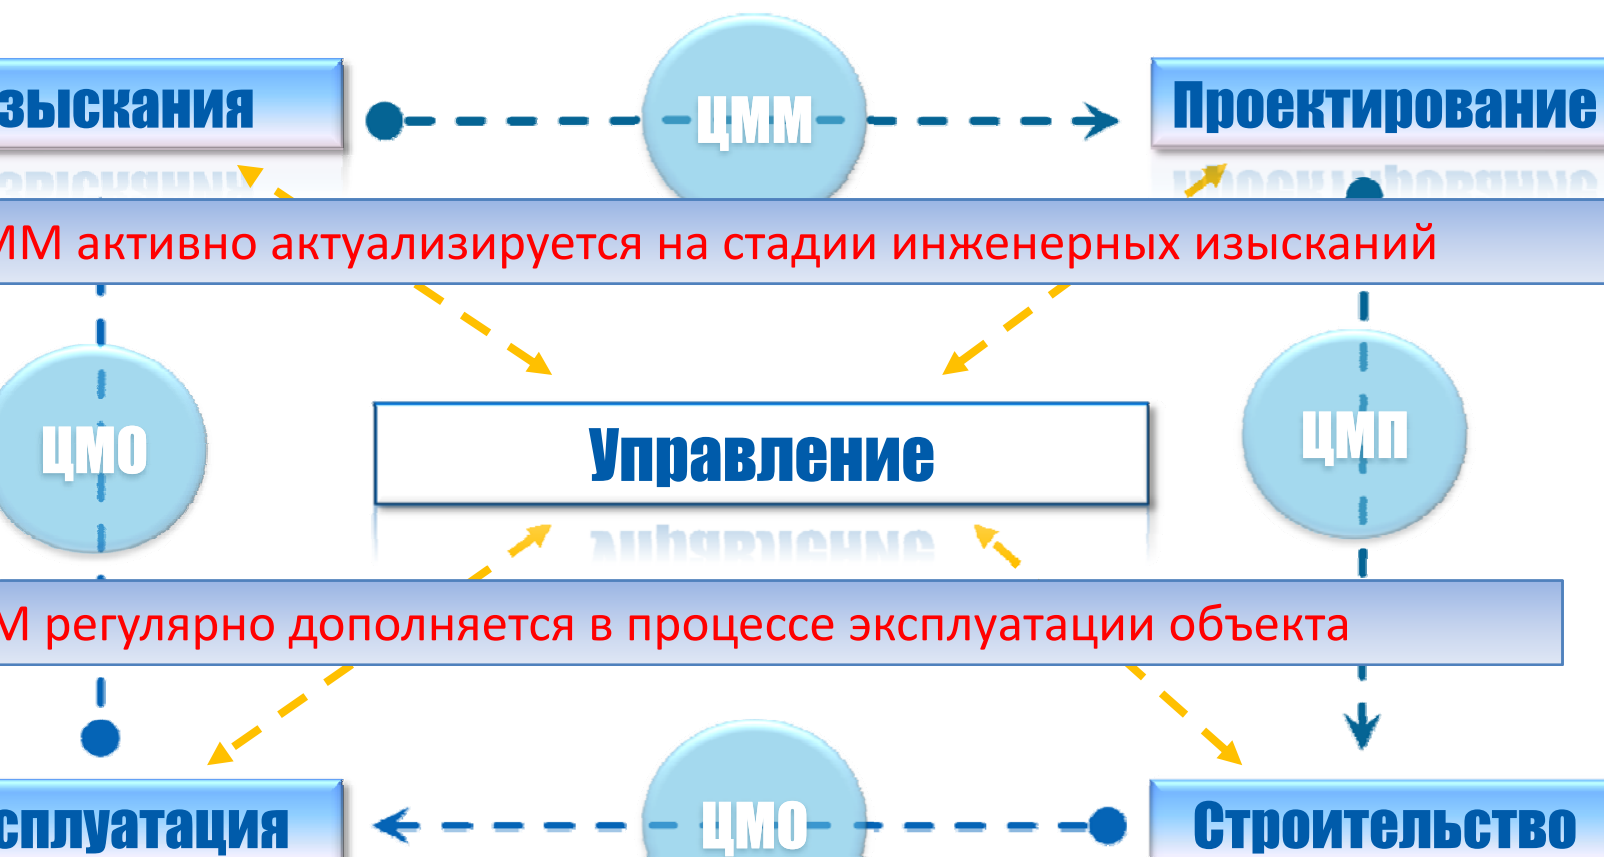 зыскания
ЦММ
Проектирование
ММ активно актуализируется на стадии инженерных изысканий
ЦМО
Управление
ЦМП
М регулярно дополняется в процессе эксплуатации объекта
сплуатация
ЦМО
Строительство